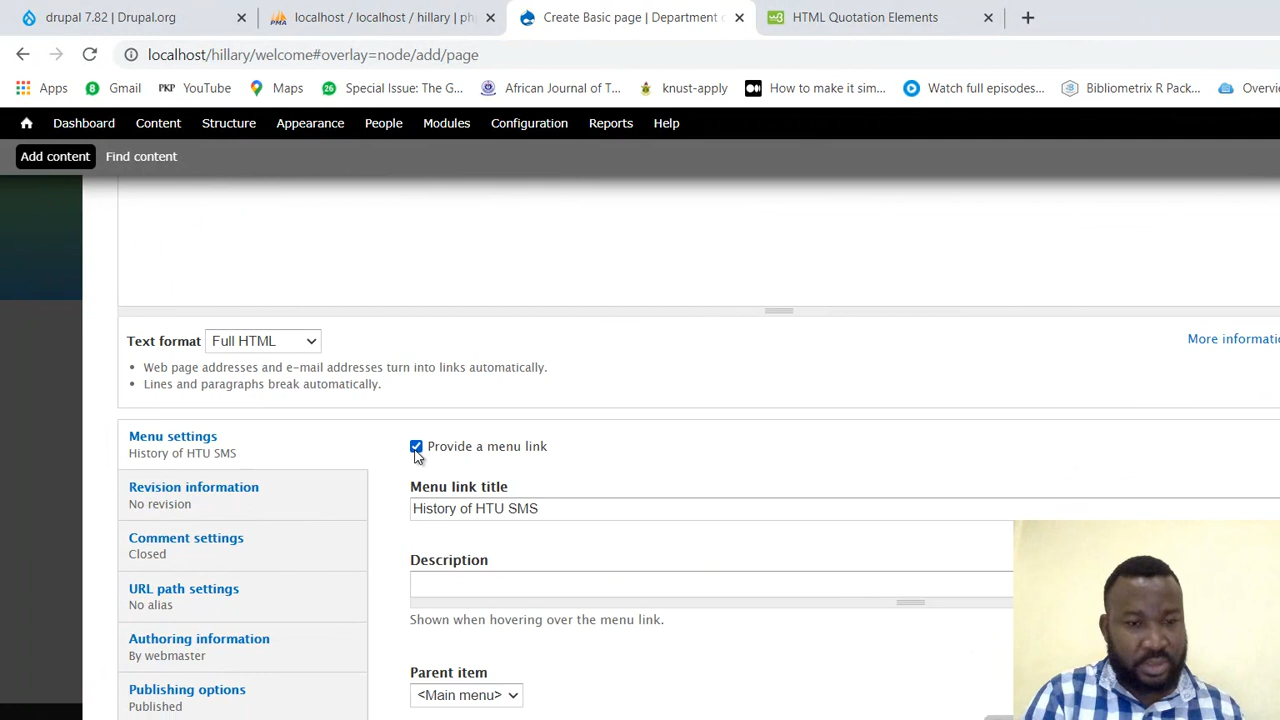 drupal 7.82 | Drupal.org
localhost / localhost / hillary | ph
Create Basic page | Department
HTML Quotation Elements
localhost/hillary/welcome#overlay=node/add/page
Apps
8 Gmail
PKP YouTube
Maps
26 Special Issue: The G...
African Journal of T...
knust-apply
How to make it sim...
Watch full episodes...
Bibliometrix R Pack...
Dashboard Content Structure Appearance People Modules Configuration Reports Help
Add content Find content
Text format Full HTML
Web page addresses and e-mail addresses turn into links automatically.
Lines and paragraphs break automatically.
Menu settings
History of HTU SMS
Revision information
No revision
Comment settings
Closed
URL path settings
No alias
Authoring information
By webmaster
Publishing options
Published
Provide a menu link
Menu link title
History of HTU SMS
Description
Shown when hovering over the menu link.
Parent item
<Main menu>